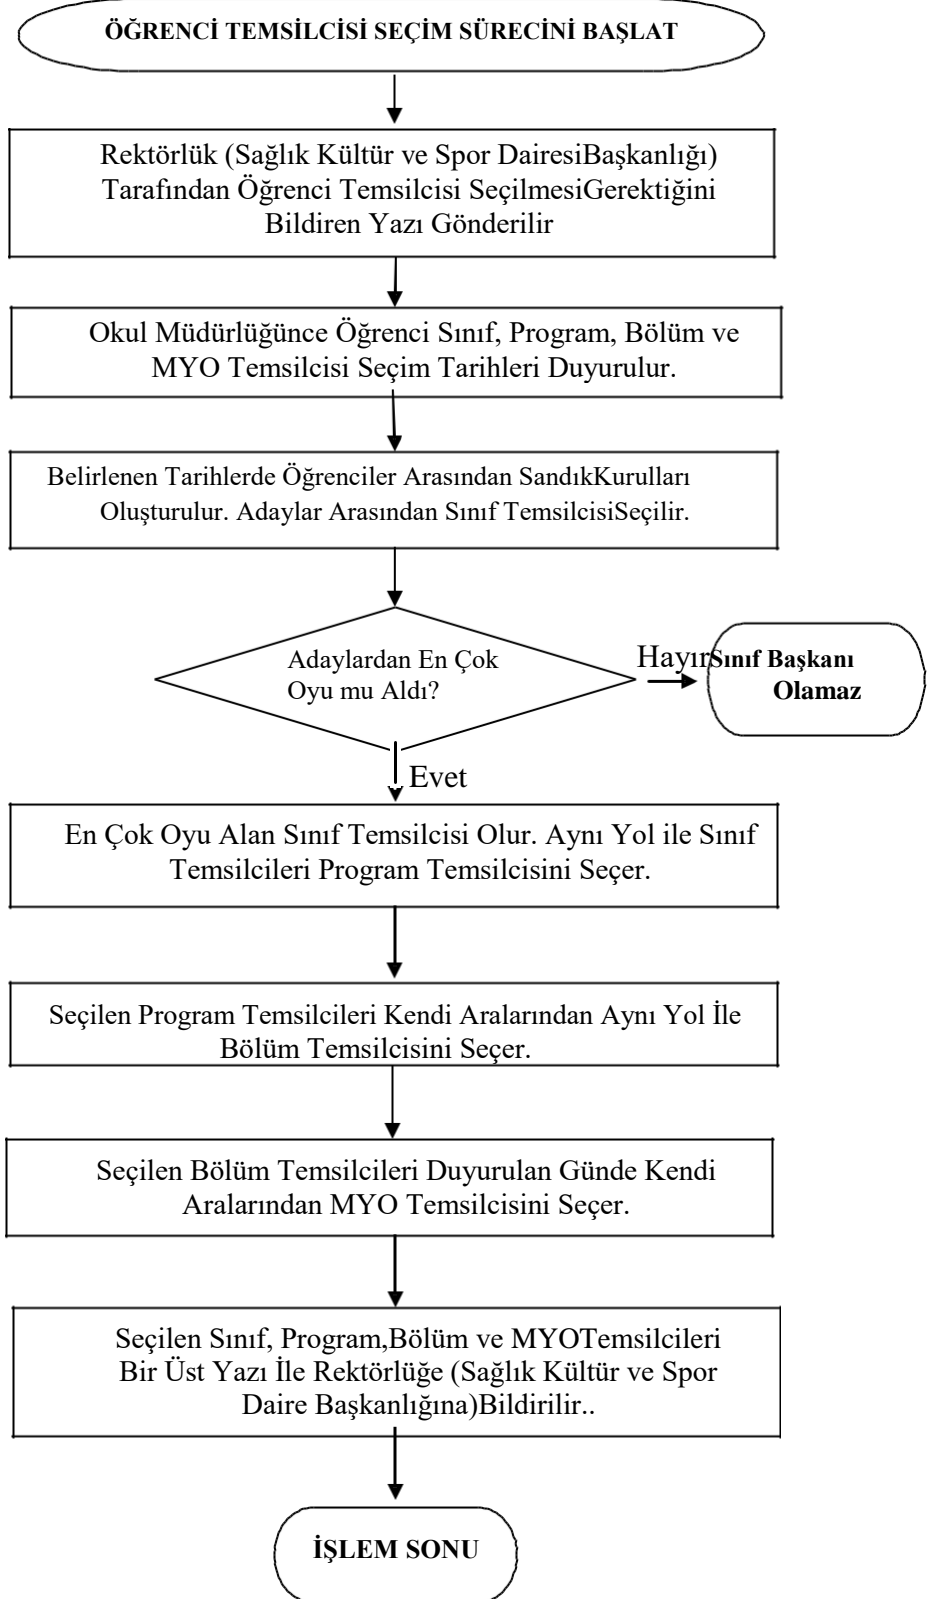 ÖĞRENCİ TEMSİLCİSİ SEÇİM SÜRECİNİ BAŞLAT
Rektörlük (Sağlık Kültür ve Spor DairesiBaşkanlığı)
Tarafından Öğrenci Temsilcisi SeçilmesiGerektiğini
Bildiren Yazı Gönderilir
Okul Müdürlüğünce Öğrenci Sınıf, Program, Bölüm ve
MYO Temsilcisi Seçim Tarihleri Duyurulur.
Belirlenen Tarihlerde Öğrenciler Arasından SandıkKurulları
Oluşturulur. Adaylar Arasından Sınıf TemsilcisiSeçilir.
Adaylardan En Çok
Oyu mu Aldı?
Hayır
Sınıf Başkanı
Olamaz
Evet
En Çok Oyu Alan Sınıf Temsilcisi Olur. Aynı Yol ile Sınıf
Temsilcileri Program Temsilcisini Seçer.
Seçilen Program Temsilcileri Kendi Aralarından Aynı Yol İle
Bölüm Temsilcisini Seçer.
Seçilen Bölüm Temsilcileri Duyurulan Günde Kendi
Aralarından MYO Temsilcisini Seçer.
Seçilen Sınıf, Program,Bölüm ve MYOTemsilcileri
Bir Üst Yazı İle Rektörlüğe (Sağlık Kültür ve Spor
Daire Başkanlığına)Bildirilir..
İŞLEM SONU